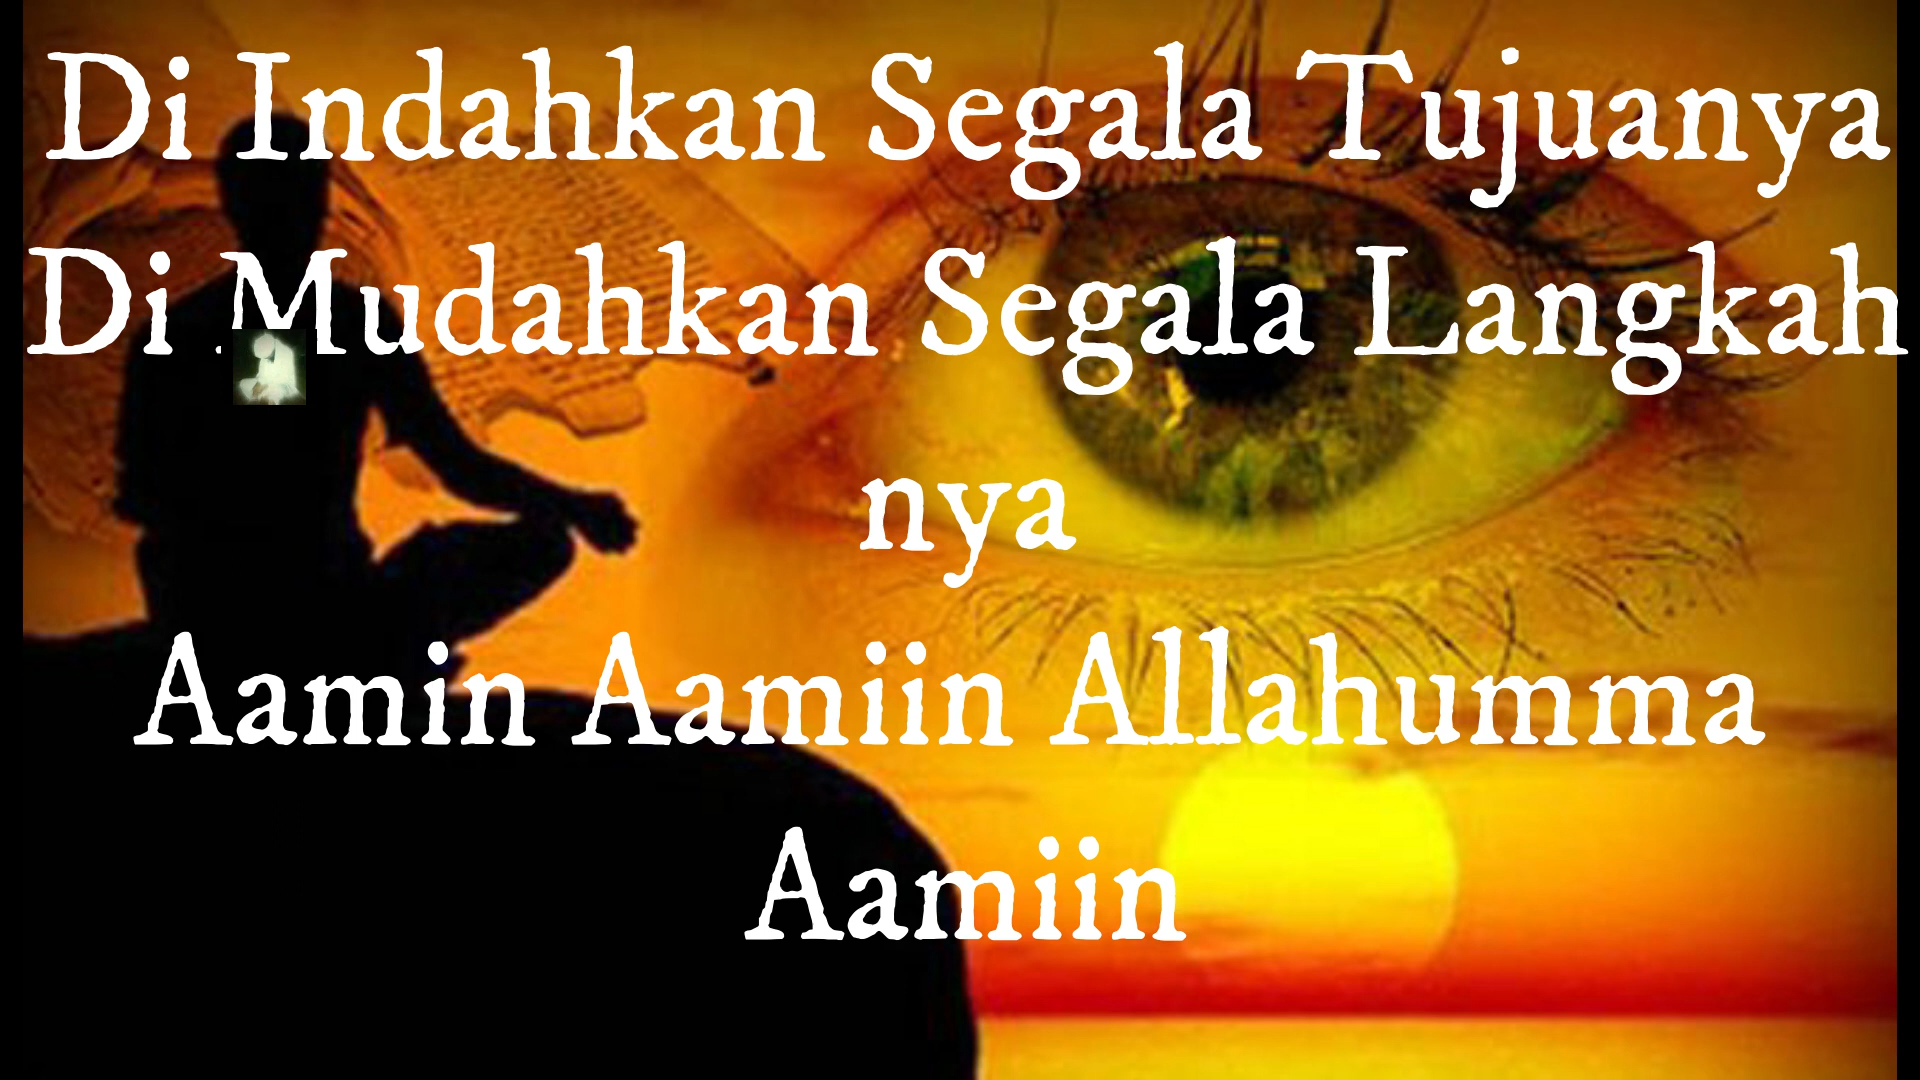 Di Indahkan Segala Tujuanya
Di Mudahkan Segala Langkah
nya
Aamin Aamiin Allahumma
Aamiin